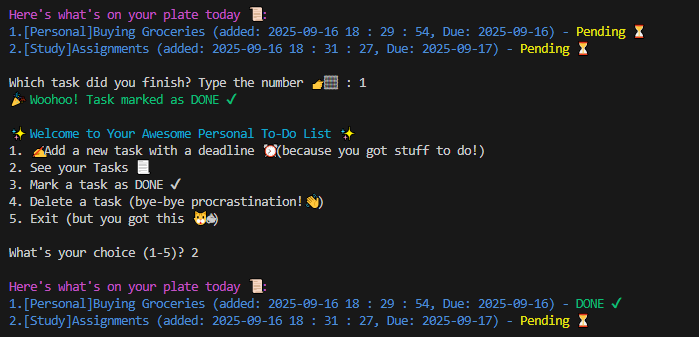 Here's what's on your plate today 📜:
1.[Personal]Buying Groceries (added: 2025-09-16 18 : 29 : 54, Due: 2025-09-16) - Pending ⏳
2.[Study]Assignments (added: 2025-09-16 18 : 31 : 27, Due: 2025-09-17) - Pending ⏳
Which task did you finish? Type the number 👉🔢 : 1
🎉 Woohoo! Task marked as DONE ✔
✨ Welcome to Your Awesome Personal To-Do List ✨
1. ✍Add a new task with a deadline ⏰(because you got stuff to do!)
2. See your Tasks 📃
3. Mark a task as DONE ✔
4. Delete a task (bye-bye procrastination!👋)
5. Exit (but you got this 🐱)
What's your choice (1-5)? 2
Here's what's on your plate today 📜:
1.[Personal]Buying Groceries (added: 2025-09-16 18 : 29 : 54, Due: 2025-09-16) - DONE ✔
2.[Study]Assignments (added: 2025-09-16 18 : 31 : 27, Due: 2025-09-17) - Pending ⏳